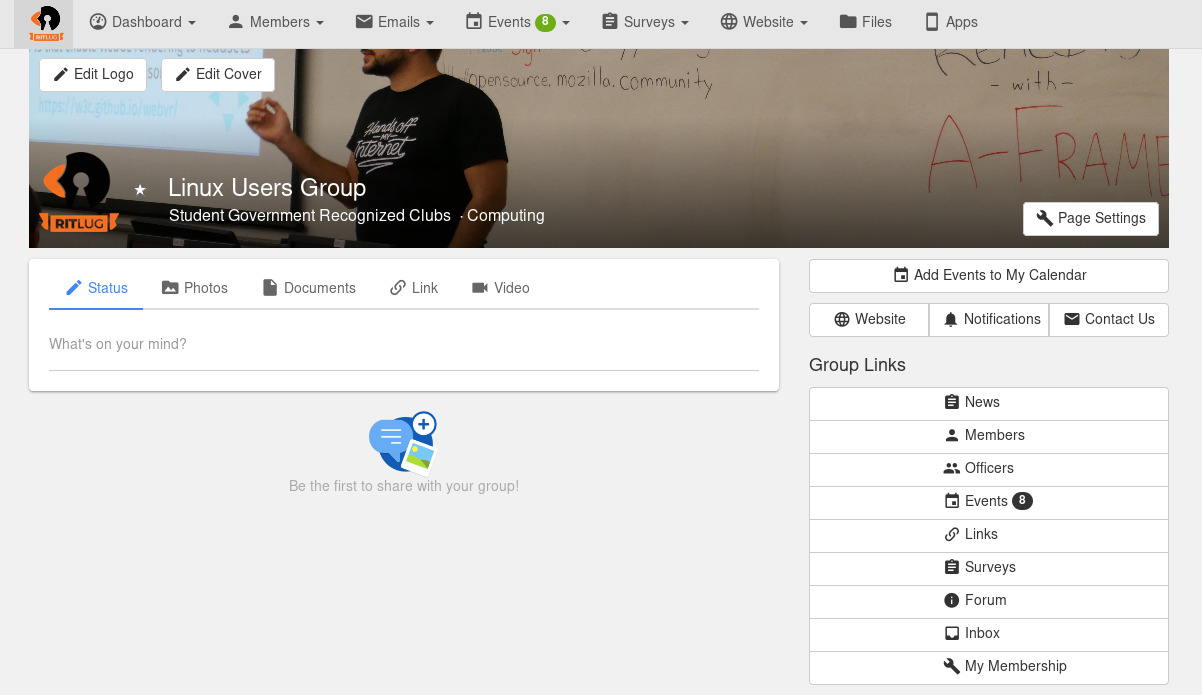 RITLUG Dashboard Members Emails Events 8 Surveys Website Files Apps
Edit Logo Edit Cover
https://w3c.github.io/webvr/
//opensource.mozilla.community
- with -
A-FRAME
Hands off
MY
Internet
RITLUG
Linux Users Group
Student Government Recognized Clubs · Computing
Page Settings
Status Photos Documents Link Video
What's on your mind?
Be the first to share with your group!
Add Events to My Calendar
Website Notifications Contact Us
Group Links
News
Members
Officers
Events 8
Links
Surveys
Forum
Inbox
My Membership